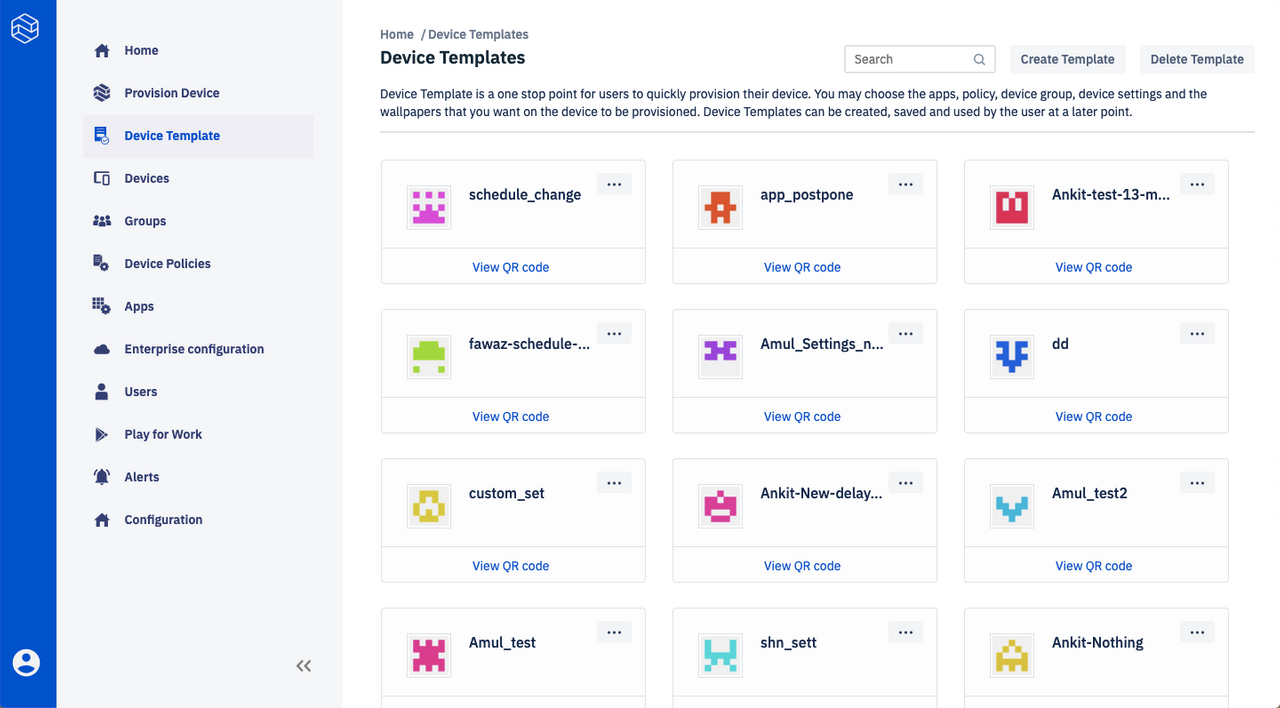 Home
Provision Device
Device Template
Devices
Groups
Device Policies
Apps
Enterprise configuration
Users
Play for Work
Alerts
Configuration
Home / Device Templates
Device Templates
Search
Create Template
Delete Template
Device Template is a one stop point for users to quickly provision their device. You may choose the apps, policy, device group, device settings and the
wallpapers that you want on the device to be provisioned. Device Templates can be created, saved and used by the user at a later point.
schedule_change
app_postpone
Ankit-test-13-m...
View QR code
View QR code
View QR code
fawaz-schedule-...
Amul_Settings_n...
dd
View QR code
View QR code
View QR code
custom_set
Ankit-New-delay...
Amul_test2
View QR code
View QR code
View QR code
Amul_test
shn_sett
Ankit-Nothing